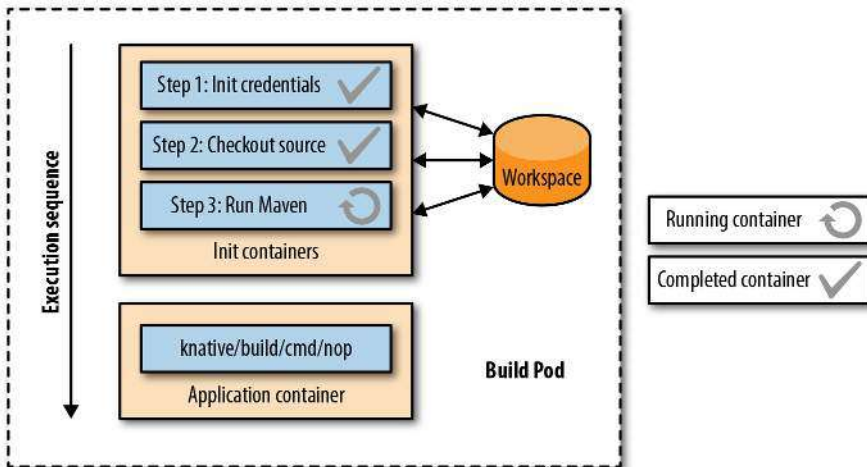 Execution sequence
Step 1: Init credentials
Step 2: Checkout source
Step 3: Run Maven
Init containers
Workspace
knative/build/cmd/nop
Application container
Build Pod
Running container
Completed container